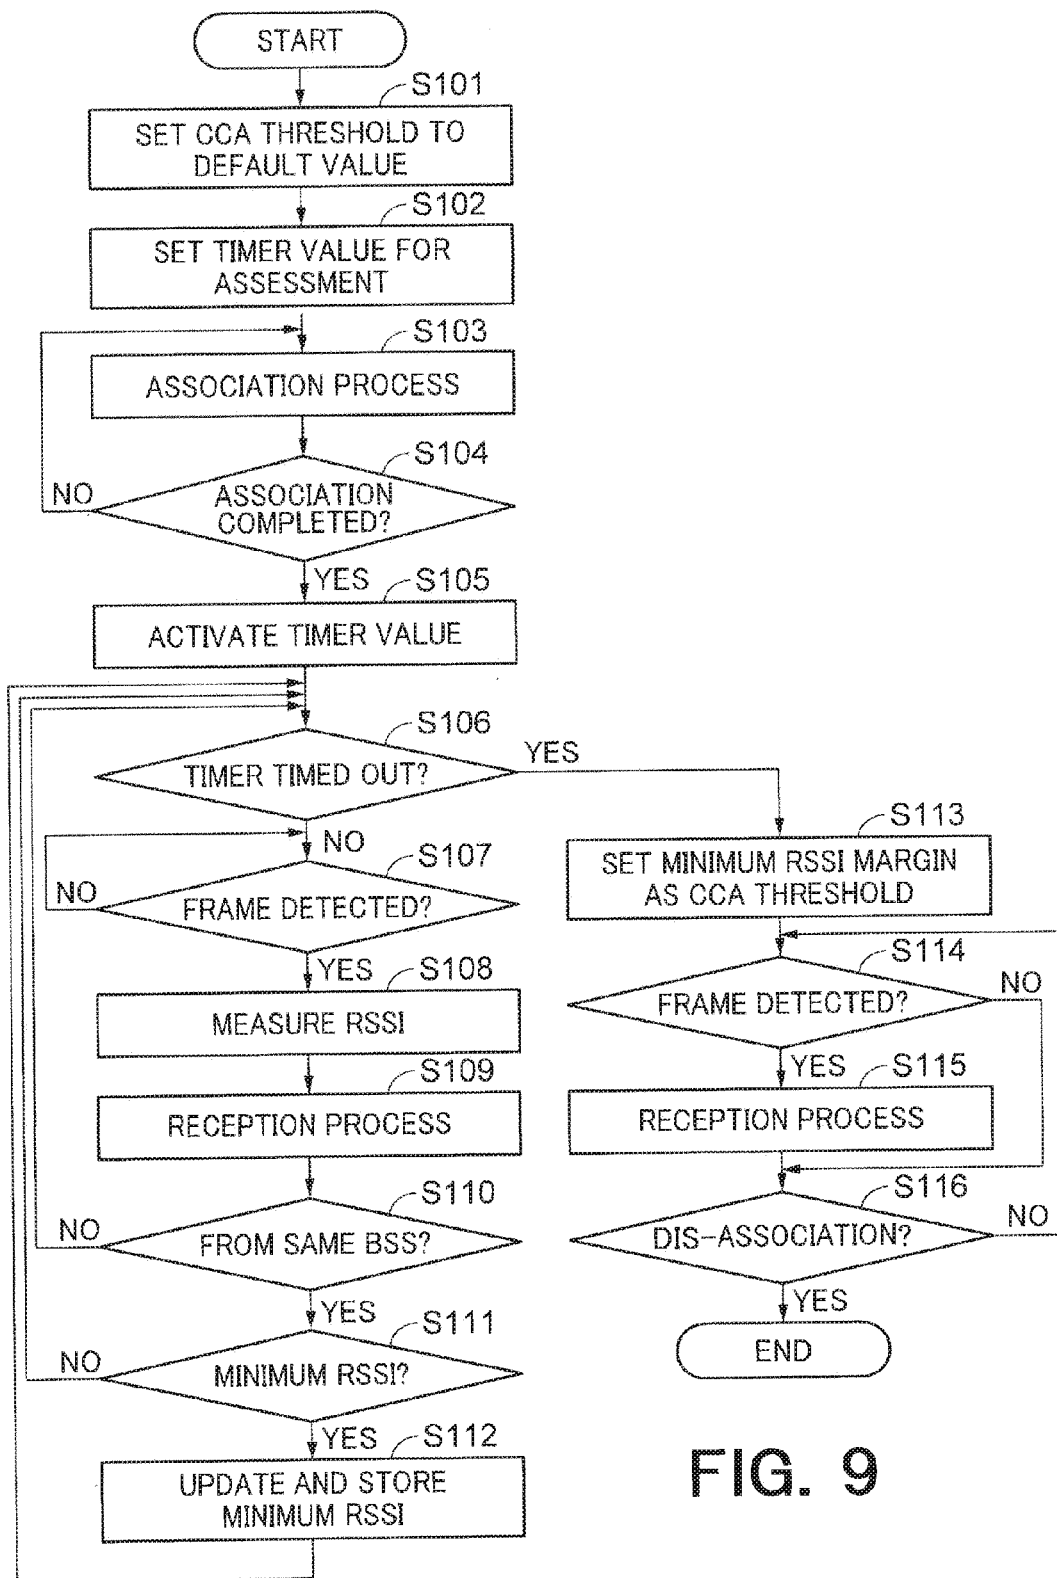 START
S101
SET CCA THRESHOLD TO
DEFAULT VALUE
S102
SET TIMER VALUE FOR
ASSESSMENT
S103
ASSOCIATION PROCESS
S104
ASSOCIATION
COMPLETED?
NO
YES
S105
ACTIVATE TIMER VALUE
S106
TIMER TIMED OUT?
YES
NO
S107
FRAME DETECTED?
NO
YES
S108
MEASURE RSSI
S109
RECEPTION PROCESS
S110
FROM SAME BSS?
NO
YES
S111
MINIMUM RSSI?
NO
YES
S112
UPDATE AND STORE
MINIMUM RSSI
S113
SET MINIMUM RSSI MARGIN
AS CCA THRESHOLD
S114
FRAME DETECTED?
NO
YES
S115
RECEPTION PROCESS
S116
DIS-ASSOCIATION?
NO
YES
END
FIG. 9